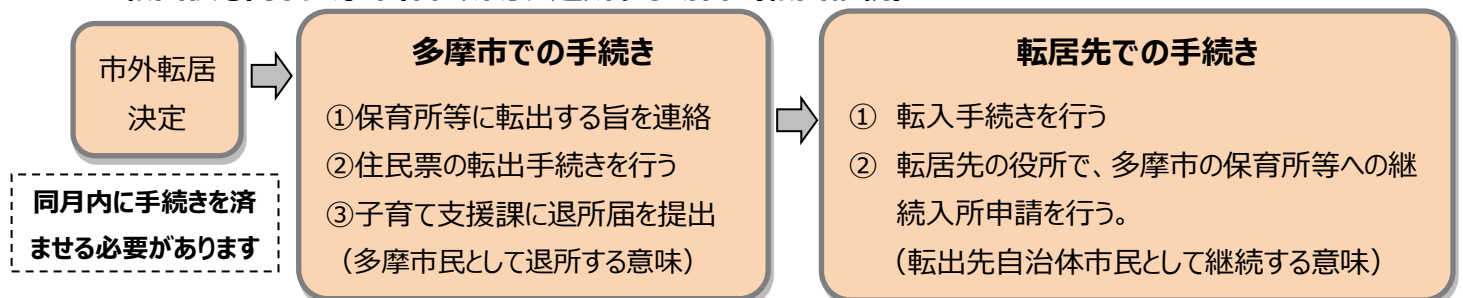 市外転居
決定
同月内に手続きを済
ませる必要があります
多摩市での手続き
①保育所等に転出する旨を連絡
②住民票の転出手続きを行う
③子育て支援課に退所届を提出
（多摩市民として退所する意味）
転居先での手続き
① 転入手続きを行う
② 転居先の役所で、多摩市の保育所等への継
続入所申請を行う。
（転出先自治体市民として継続する意味）